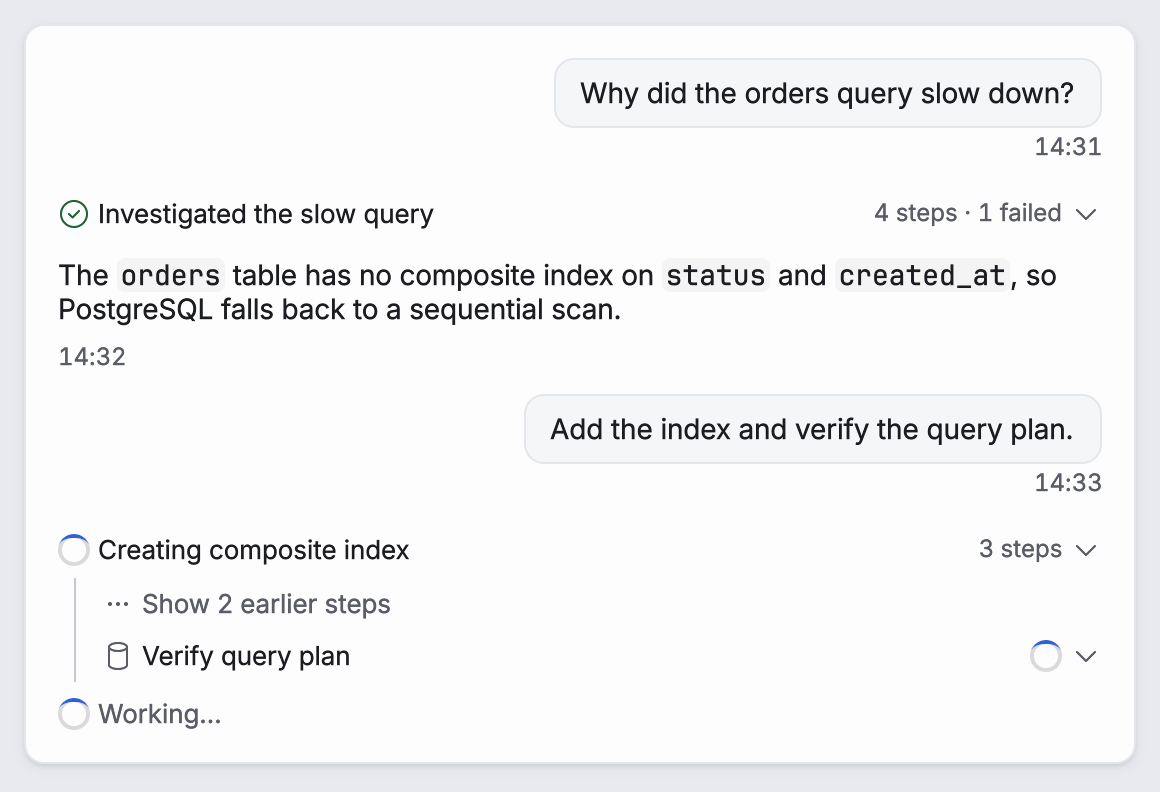 Why did the orders query slow down?
14:31
Investigated the slow query
4 steps · 1 failed
The orders table has no composite index on status and created_at, so
PostgreSQL falls back to a sequential scan.
14:32
Add the index and verify the query plan.
14:33
Creating composite index
3 steps
Show 2 earlier steps
Verify query plan
Working...